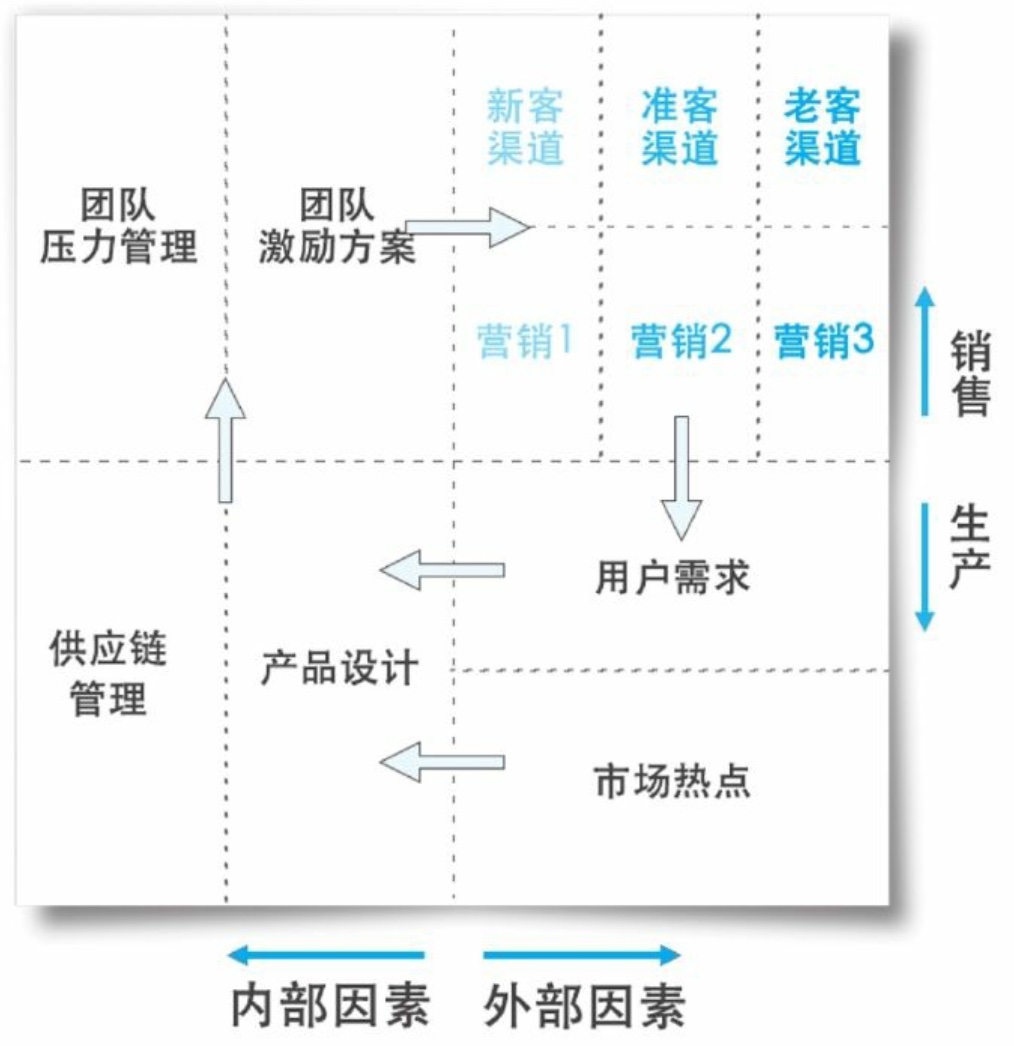 新客
渠道
准客
渠道
老客
渠道
团队
压力管理
团队
激励方案
营销1
营销2
营销3
销售
生产
用户需求
供应链
管理
产品设计
市场热点
内部因素
外部因素